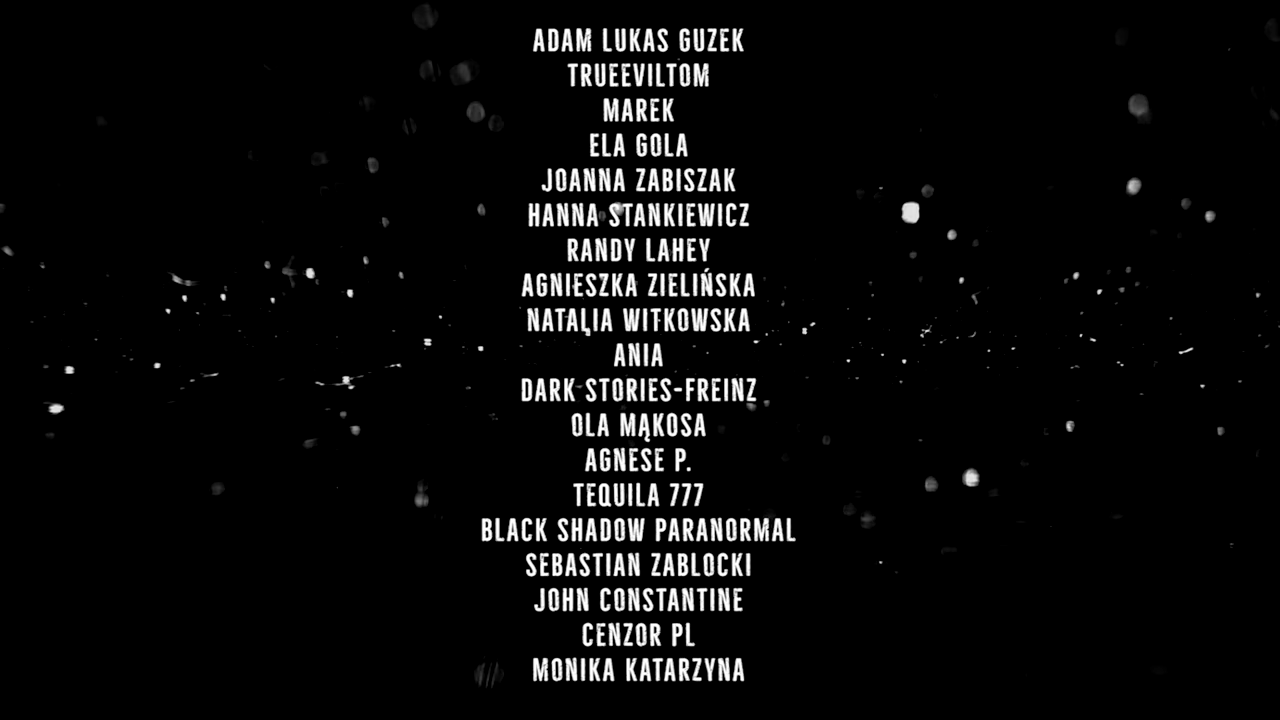 ADAM LUKAS GUZEK
TRUEEVILTOM
MAREK
ELA GOLA
JOANNA ZABISZAK
HANNA STANKIEWICZ
RANDY LAHEY
AGNIESZKA ZIELIŃSKA
NATALIA WITKOWSKA
ANIA
DARK STORIES-FREINZ
OLA MĄKOSA
AGNESE P.
TEQUILA 777
BLACK SHADOW PARANORMAL
SEBASTIAN ZABLOCKI
JOHN CONSTANTINE
CENZOR PL
MONIKA KATARZYNA